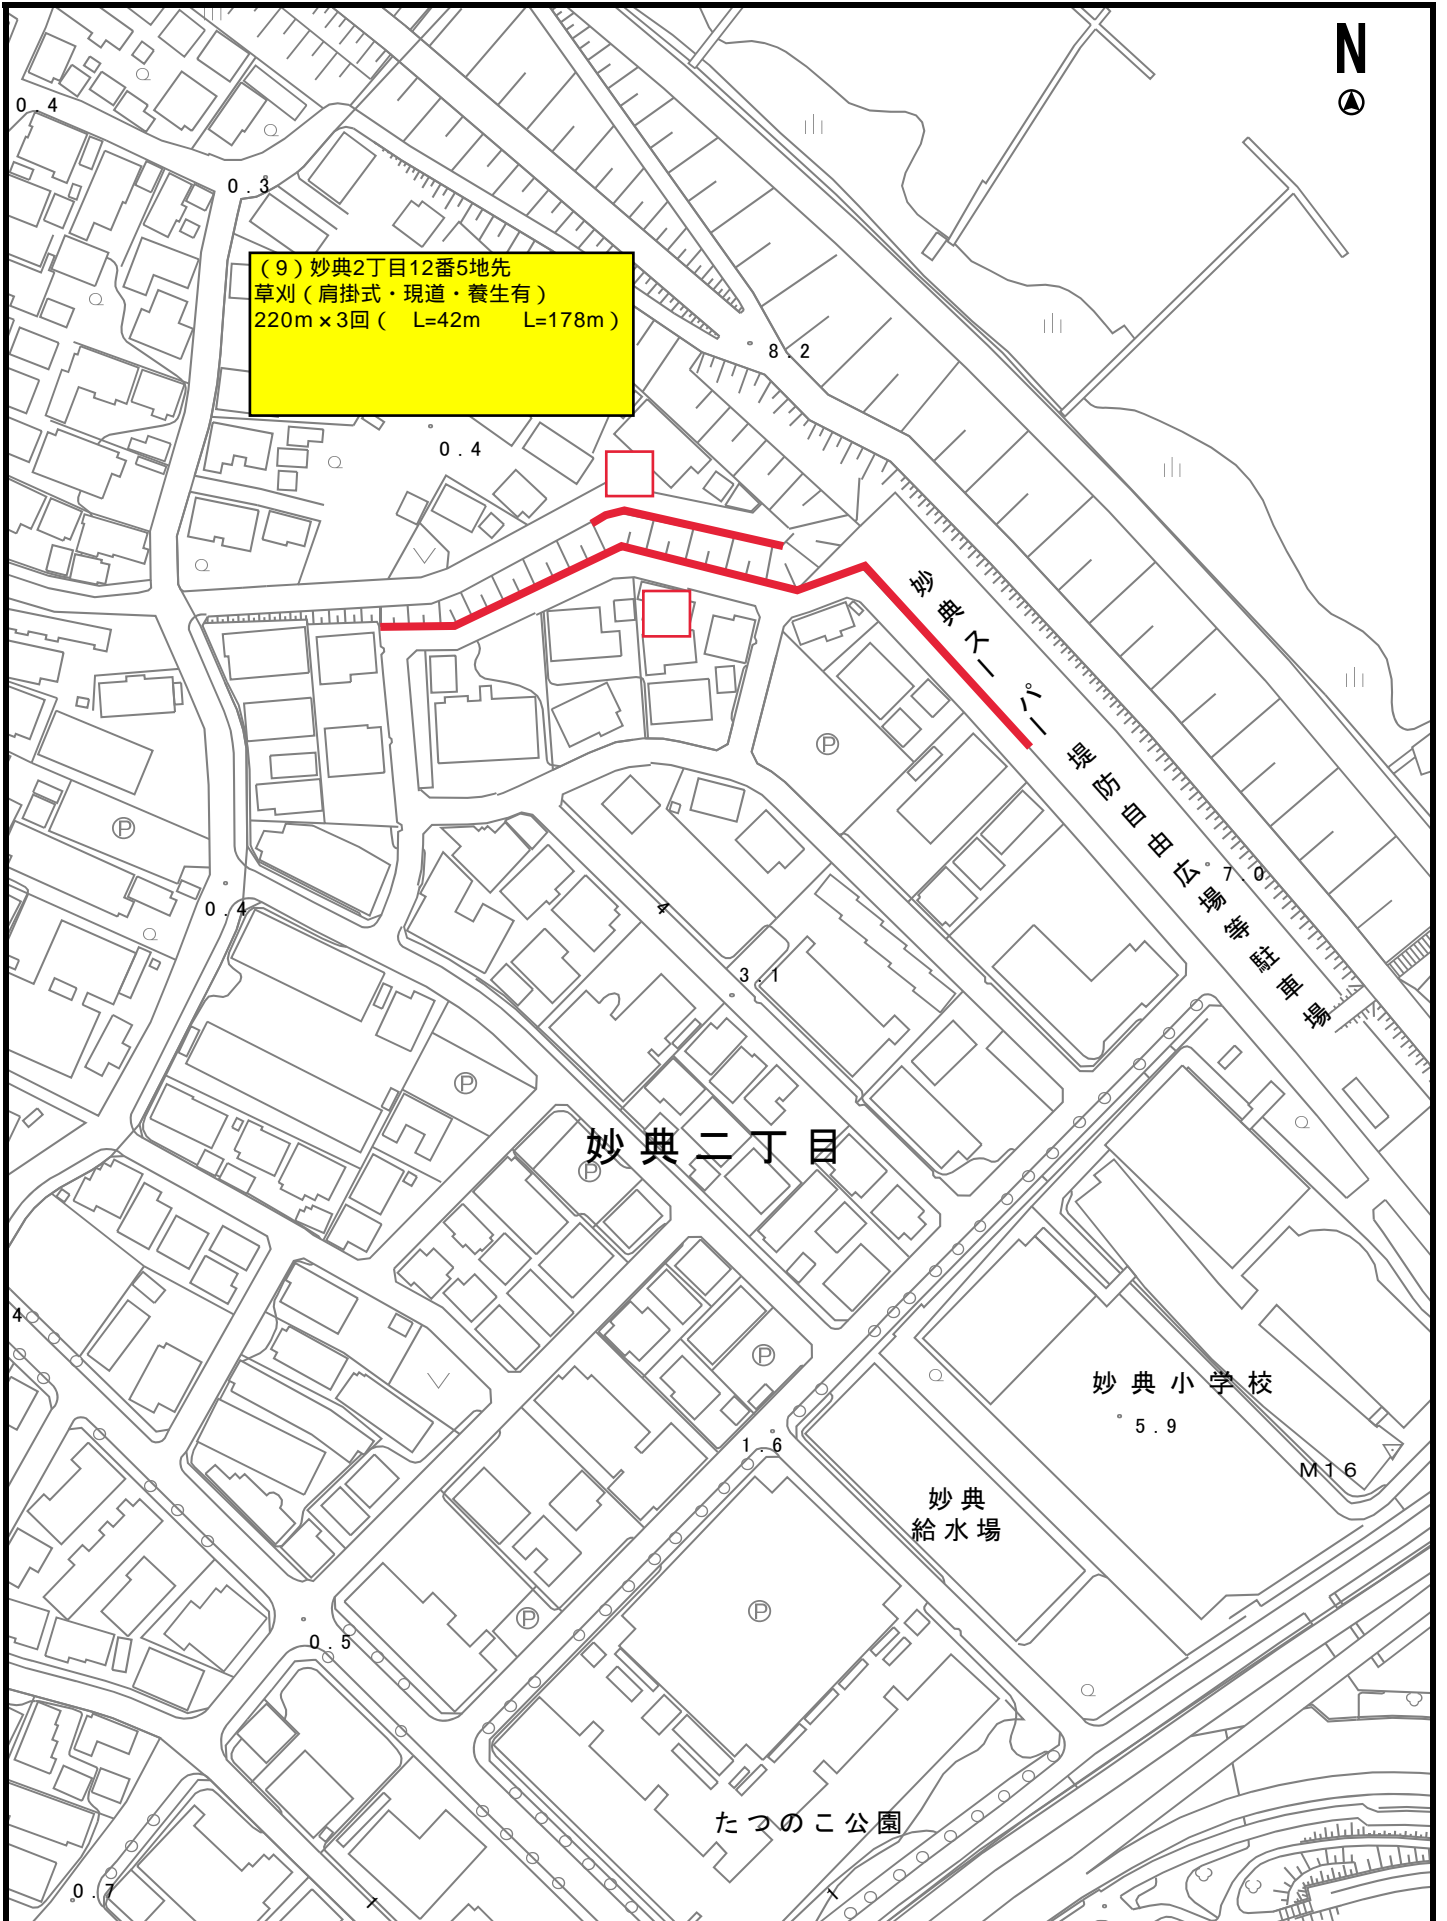 N
0.4
0.3
(9)妙典2丁目12番5地先
草刈(肩掛式・現道・養生有)
220m×3回( L=42m L=178m)
8.2
0.4
妙典スーパー堤防自由広場等駐車場
P
P
7.0
0.4
4
3.1
P
妙典二丁目
P
4
P
妙典小学校
5.9
1.6
M16
妙典
給水場
P
P
0.5
たつのこ公園
0.7
1
1